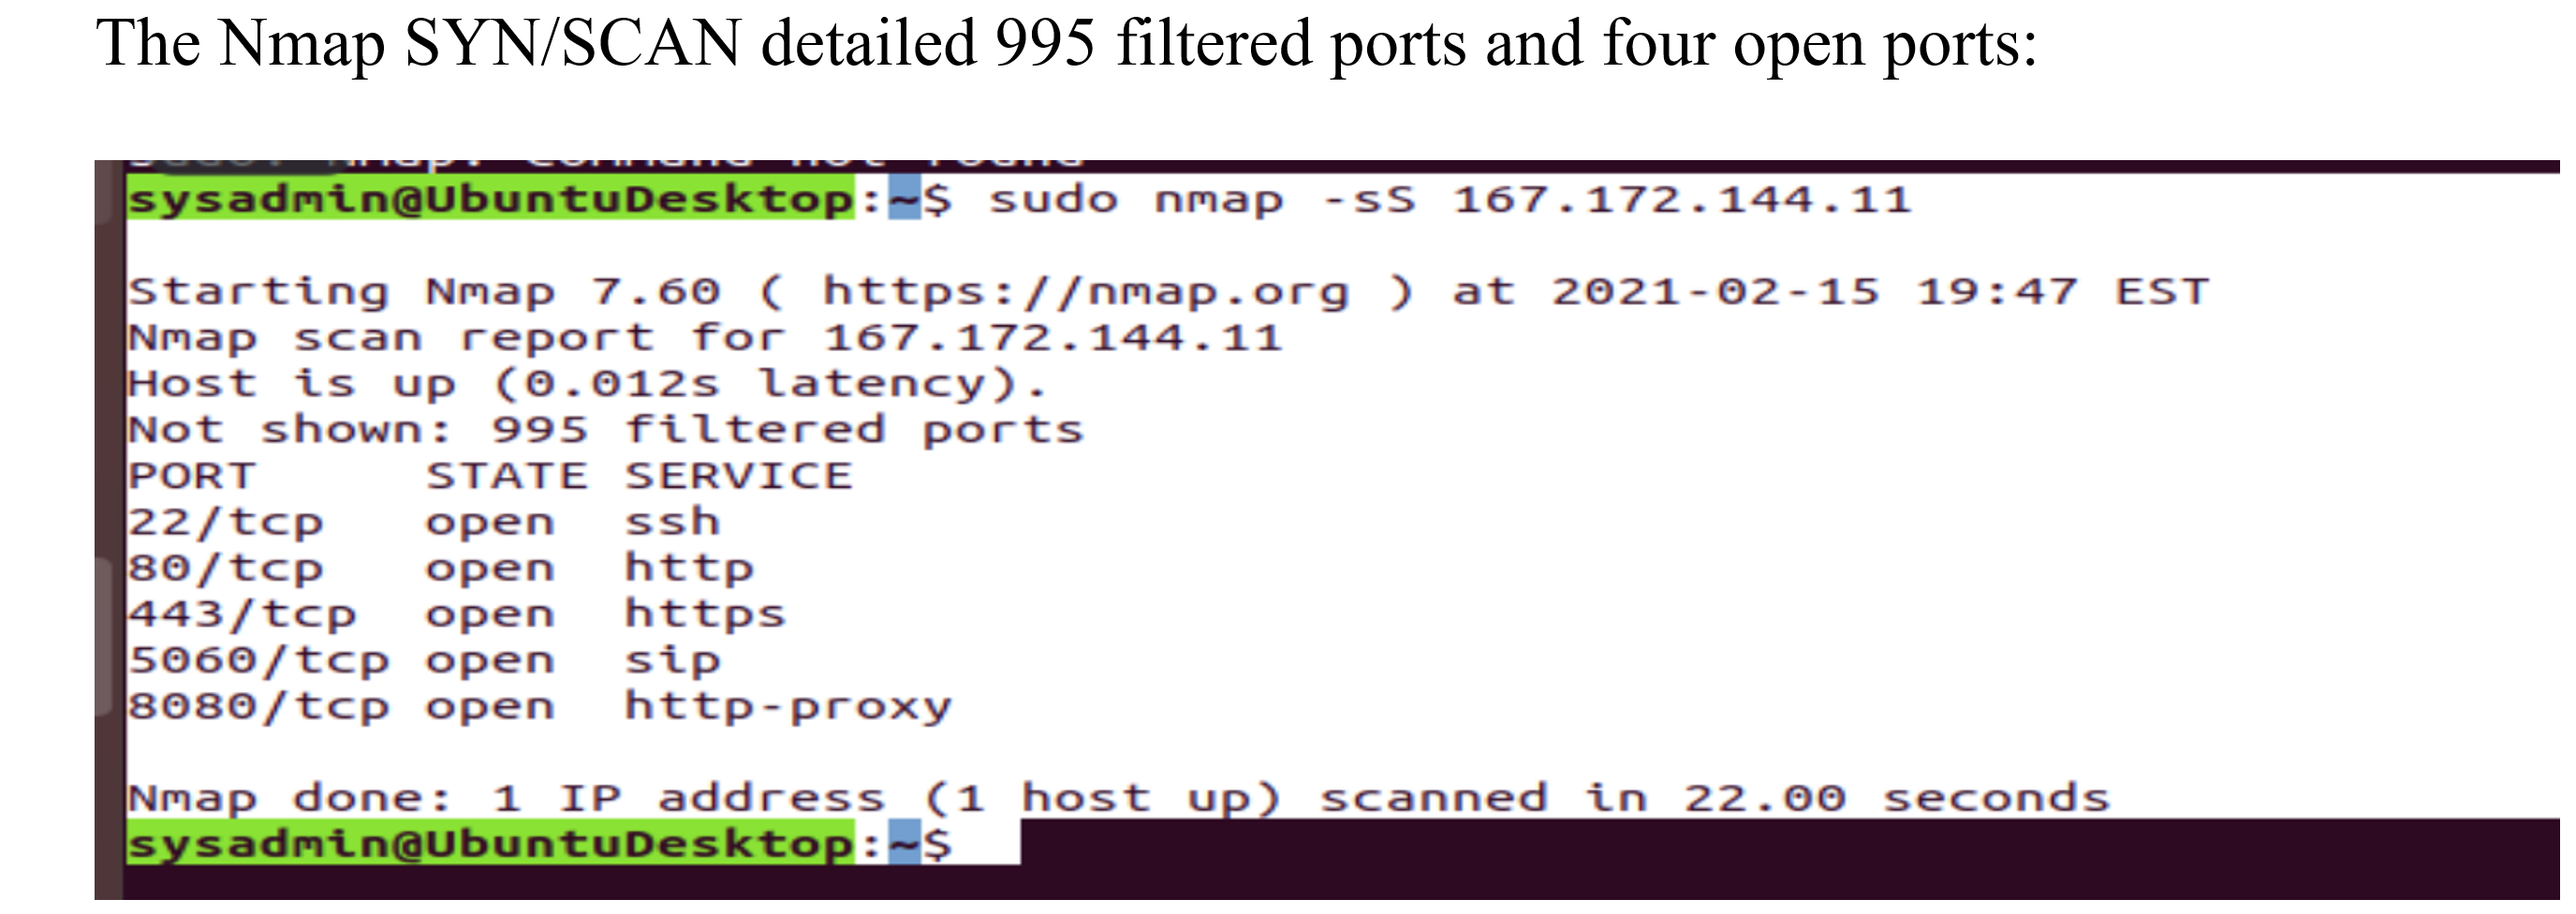 The Nmap SYN/SCAN detailed 995 filtered ports and four open ports:
sysadmin@UbuntuDesktop:~$ sudo nmap -sS 167.172.144.11
Starting Nmap 7.60 ( https://nmap.org ) at 2021-02-15 19:47 EST
Nmap scan report for 167.172.144.11
Host is up (0.012s latency).
Not shown: 995 filtered ports
PORT     STATE SERVICE
22/tcp   open  ssh
80/tcp   open  http
443/tcp  open  https
5060/tcp open  sip
8080/tcp open  http-proxy
Nmap done: 1 IP address (1 host up) scanned in 22.00 seconds
sysadmin@UbuntuDesktop:~$